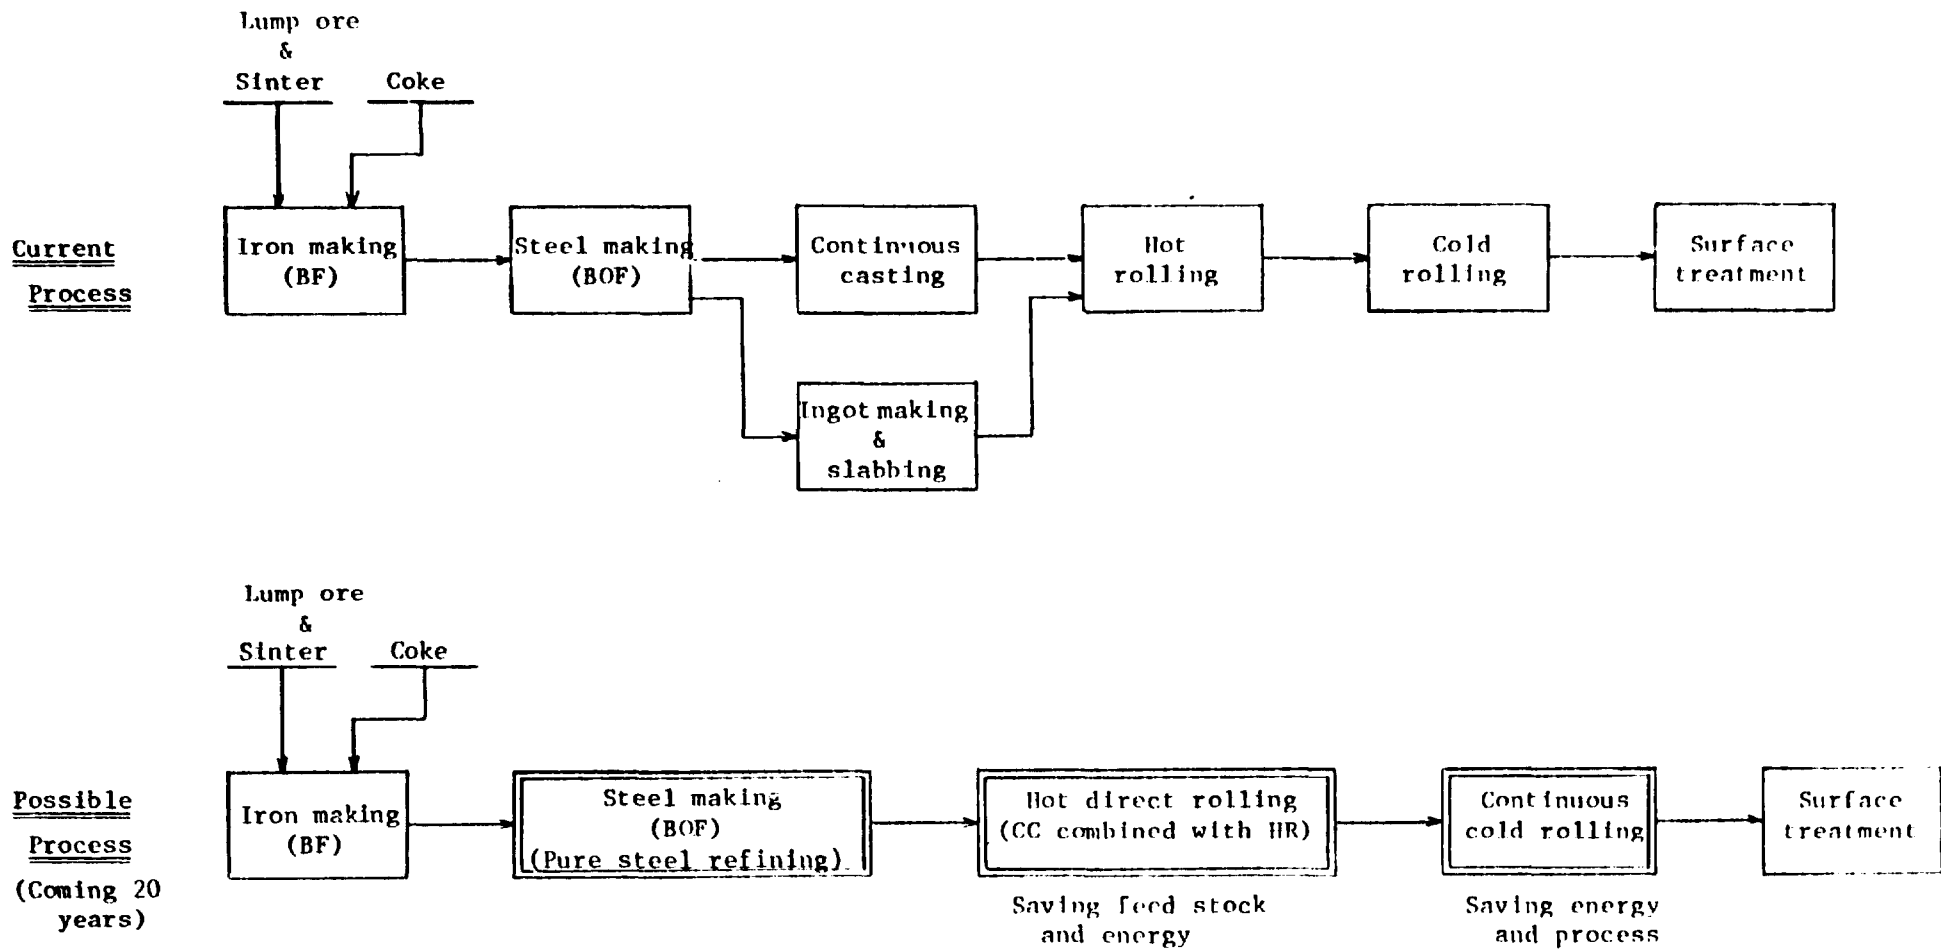 Lump ore
&
Sinter
Coke
Current
Process
Iron making
(BF)
Steel making
(BOF)
Continuous
casting
Hot
rolling
Cold
rolling
Surface
treatment
Ingot making
&
slabbing
Lump ore
&
Sinter
Coke
Possible
Process
(Coming 20
years)
Iron making
(BF)
Steel making
(BOF)
(Pure steel refining)
Hot direct rolling
(CC combined with HR)
Continuous
cold rolling
Surface
treatment
Saving feed stock
and energy
Saving energy
and process